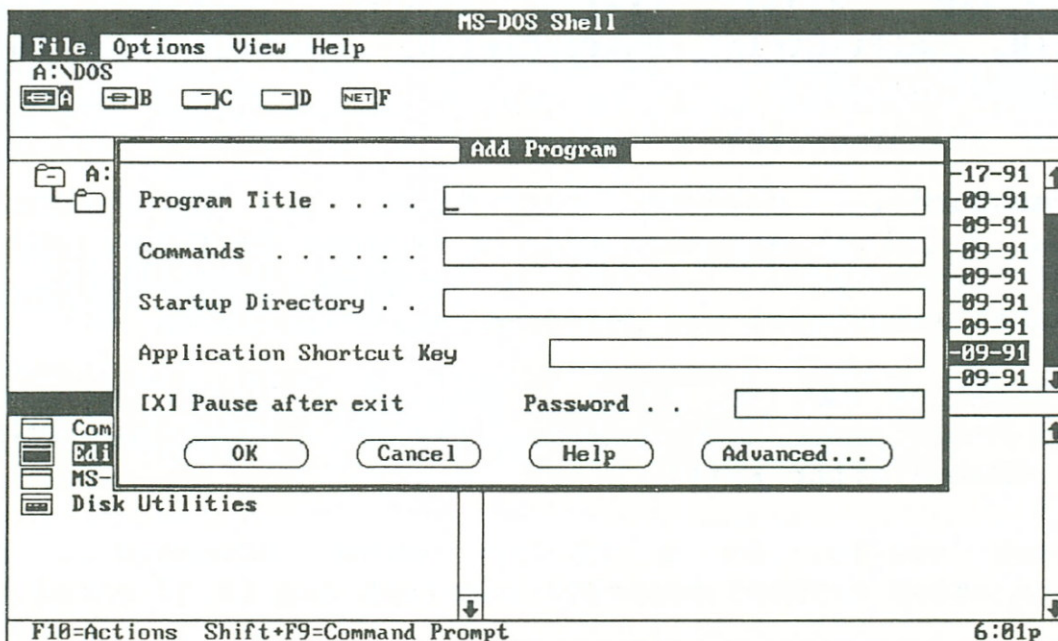 MS-DOS Shell
File Options View Help
A:\DOS
A B C D NET F
Add Program
A: -17-91
Program Title . . . . -09-91
-09-91
Commands . . . . . . -09-91
-09-91
Startup Directory . . -09-91
-09-91
Application Shortcut Key -09-91
-09-91
[X] Pause after exit Password . .
Com
Edi OK Cancel Help Advanced...
MS-
Disk Utilities
F10=Actions Shift+F9=Command Prompt 6:01p